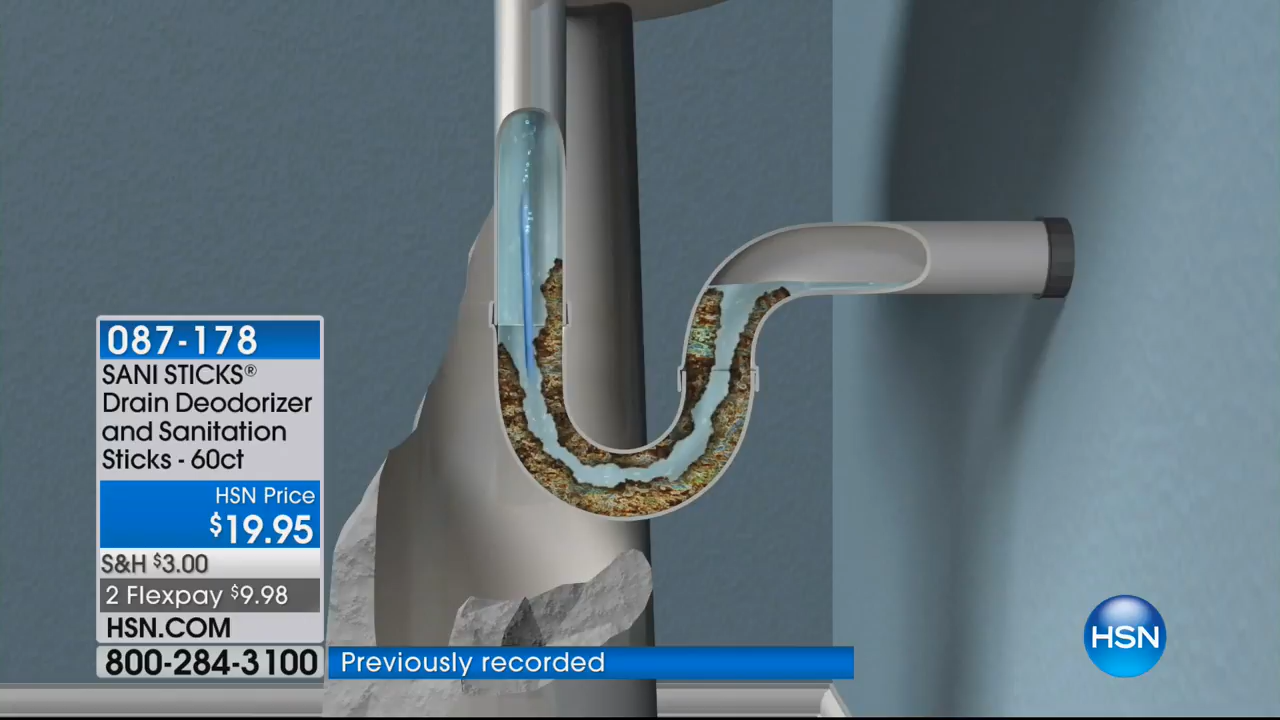 087-178
SANI STICKS®
Drain Deodorizer
and Sanitation
Sticks - 60ct
HSN Price
$19.95
S&H $3.00
2 Flexpay $9.98
HSN.COM
800-284-3100
Previously recorded
HSN